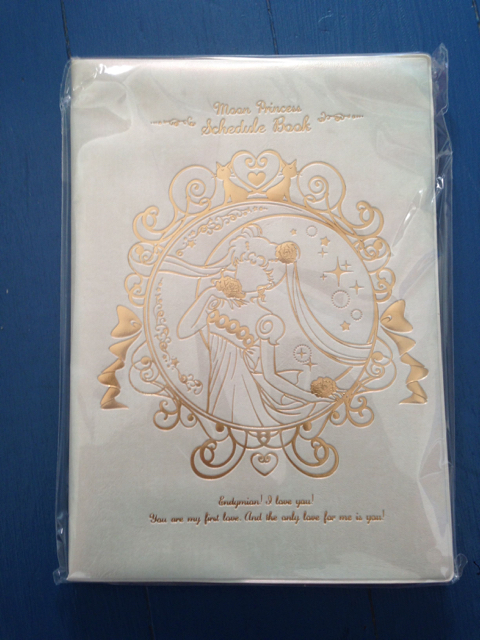 Moon Princess
Schedule Book
Endymion! I love you!
You are my first love. And the only love for me is you!